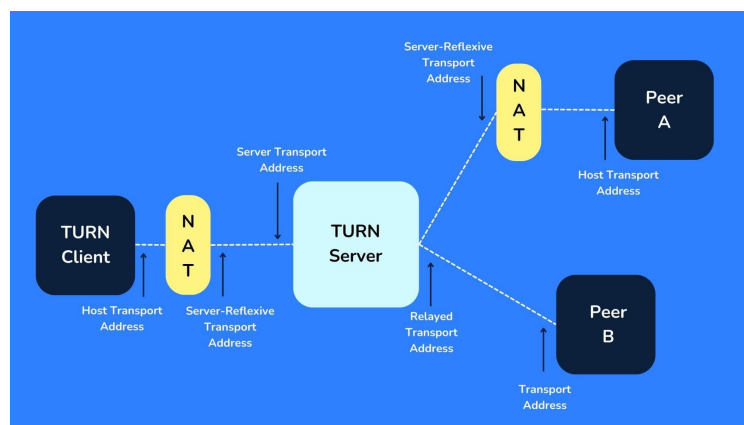 Server-Reflexive
Transport
Address
N
A
T
Peer
A
Host Transport
Address
Server Transport
Address
TURN
Client
N
A
T
TURN
Server
Host Transport
Address
Server-Reflexive
Transport
Address
Relayed
Transport
Address
Peer
B
Transport
Address